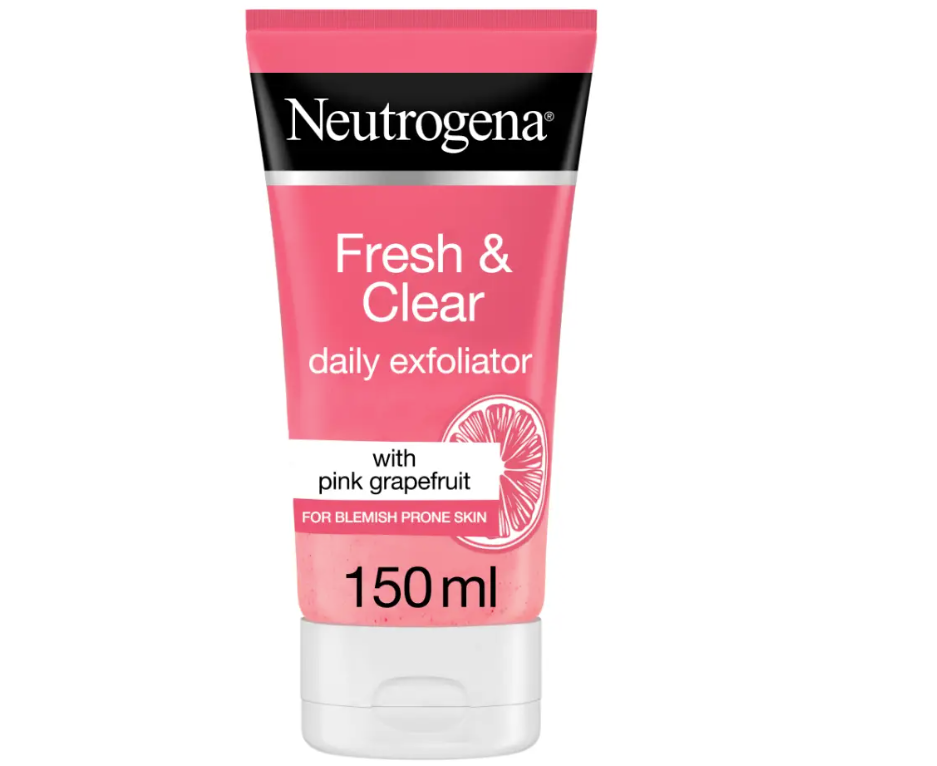 Neutrogena®
Fresh &
Clear
daily exfoliator
with
pink grapefruit
FOR BLEMISH PRONE SKIN
150 ml